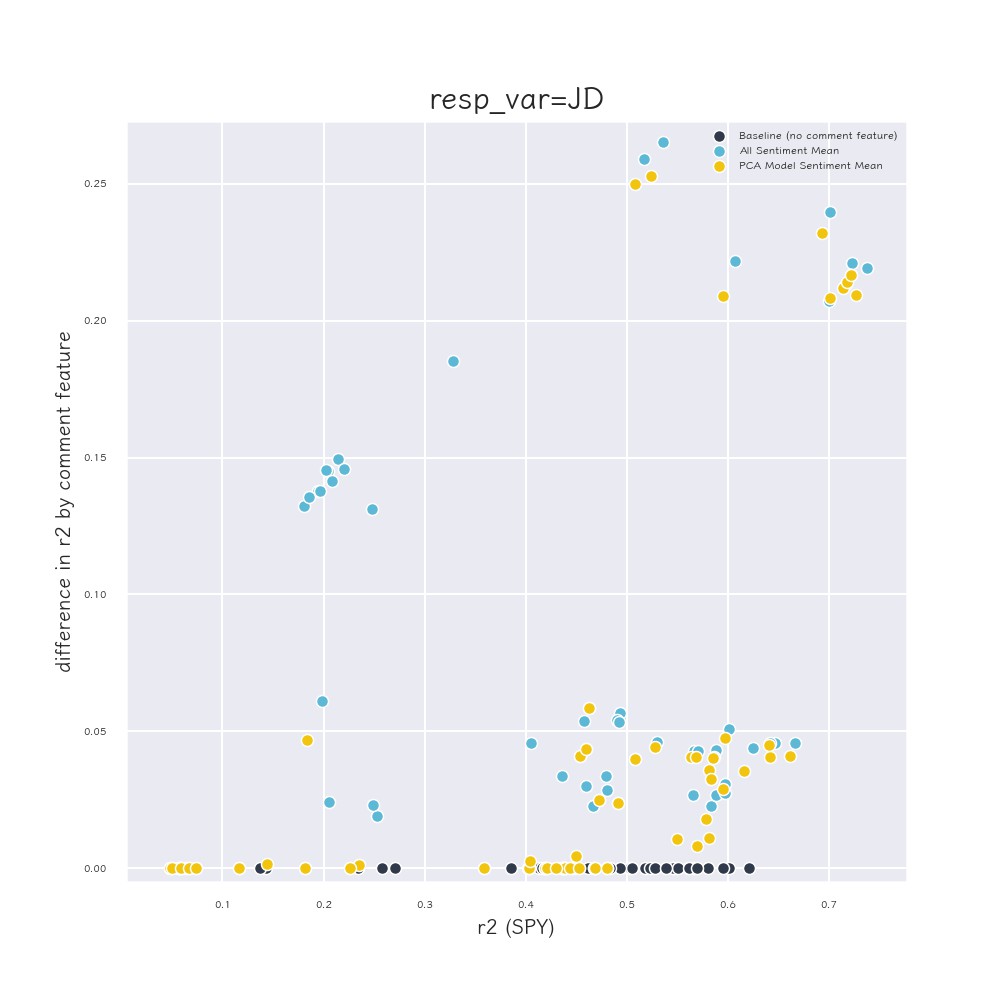 resp_var=JD
Baseline (no comment feature)
All Sentiment Mean
PCA Model Sentiment Mean
0.25
0.20
0.15
0.10
0.05
0.00
difference in r2 by comment feature
0.1 0.2 0.3 0.4 0.5 0.6 0.7
r2 (SPY)